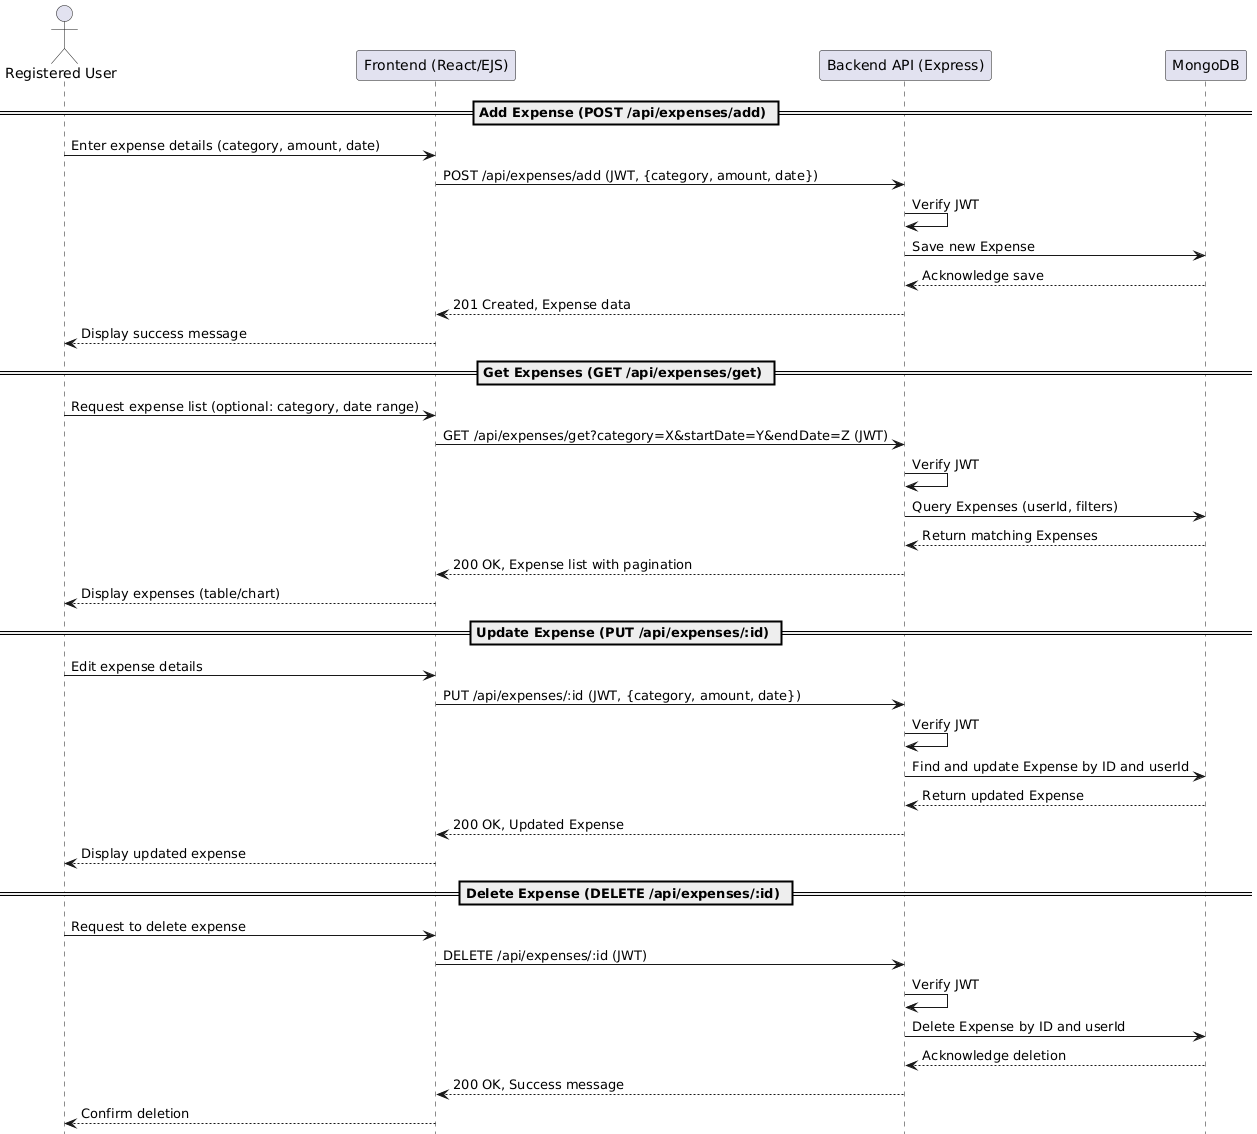 Registered User
Frontend (React/EJS)
Backend API (Express)
MongoDB
Add Expense (POST /api/expenses/add)
Enter expense details (category, amount, date)
POST /api/expenses/add (JWT, {category, amount, date})
Verify JWT
Save new Expense
Acknowledge save
201 Created, Expense data
Display success message
Get Expenses (GET /api/expenses/get)
Request expense list (optional: category, date range)
GET /api/expenses/get?category=X&startDate=Y&endDate=Z (JWT)
Verify JWT
Query Expenses (userId, filters)
Return matching Expenses
200 OK, Expense list with pagination
Display expenses (table/chart)
Update Expense (PUT /api/expenses/:id)
Edit expense details
PUT /api/expenses/:id (JWT, {category, amount, date})
Verify JWT
Find and update Expense by ID and userId
Return updated Expense
200 OK, Updated Expense
Display updated expense
Delete Expense (DELETE /api/expenses/:id)
Request to delete expense
DELETE /api/expenses/:id (JWT)
Verify JWT
Delete Expense by ID and userId
Acknowledge deletion
200 OK, Success message
Confirm deletion